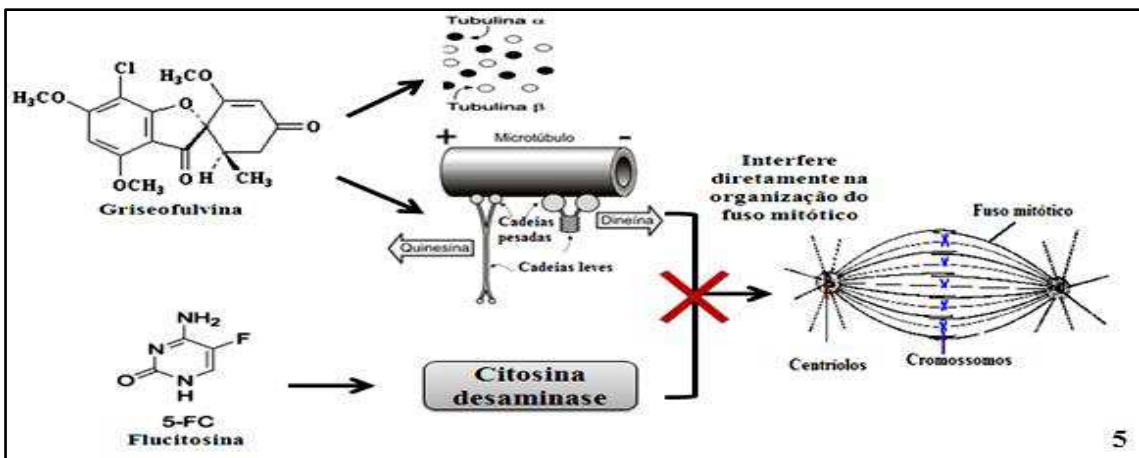 Tubulina α
Tubulina β
Cl
H₃CO
OCH₃
O
O
O
H
CH₃
OCH₃
Griseofulvina
+ Microtúbulo -
Quinesina
Cadeias
pesadas
Dineína
Cadeias leves
Interfere
diretamente na
organização do
fuso mitótico
Fuso mitótico
Centríolos
Cromossomos
NH₂
F
N
O
N
H
5-FC
Flucitosina
Citosina
desaminase
5